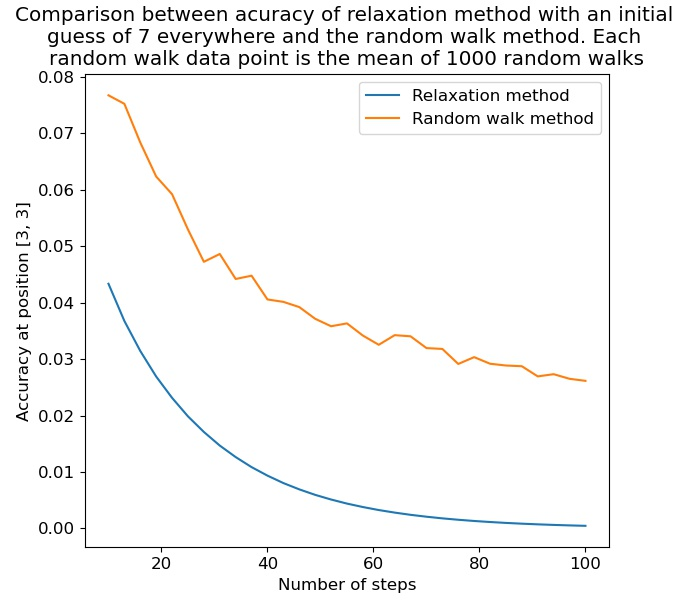 Comparison between acuracy of relaxation method with an initial
guess of 7 everywhere and the random walk method. Each
random walk data point is the mean of 1000 random walks
Relaxation method
Random walk method
Accuracy at position [3, 3]
0.08
0.07
0.06
0.05
0.04
0.03
0.02
0.01
0.00
20 40 60 80 100
Number of steps